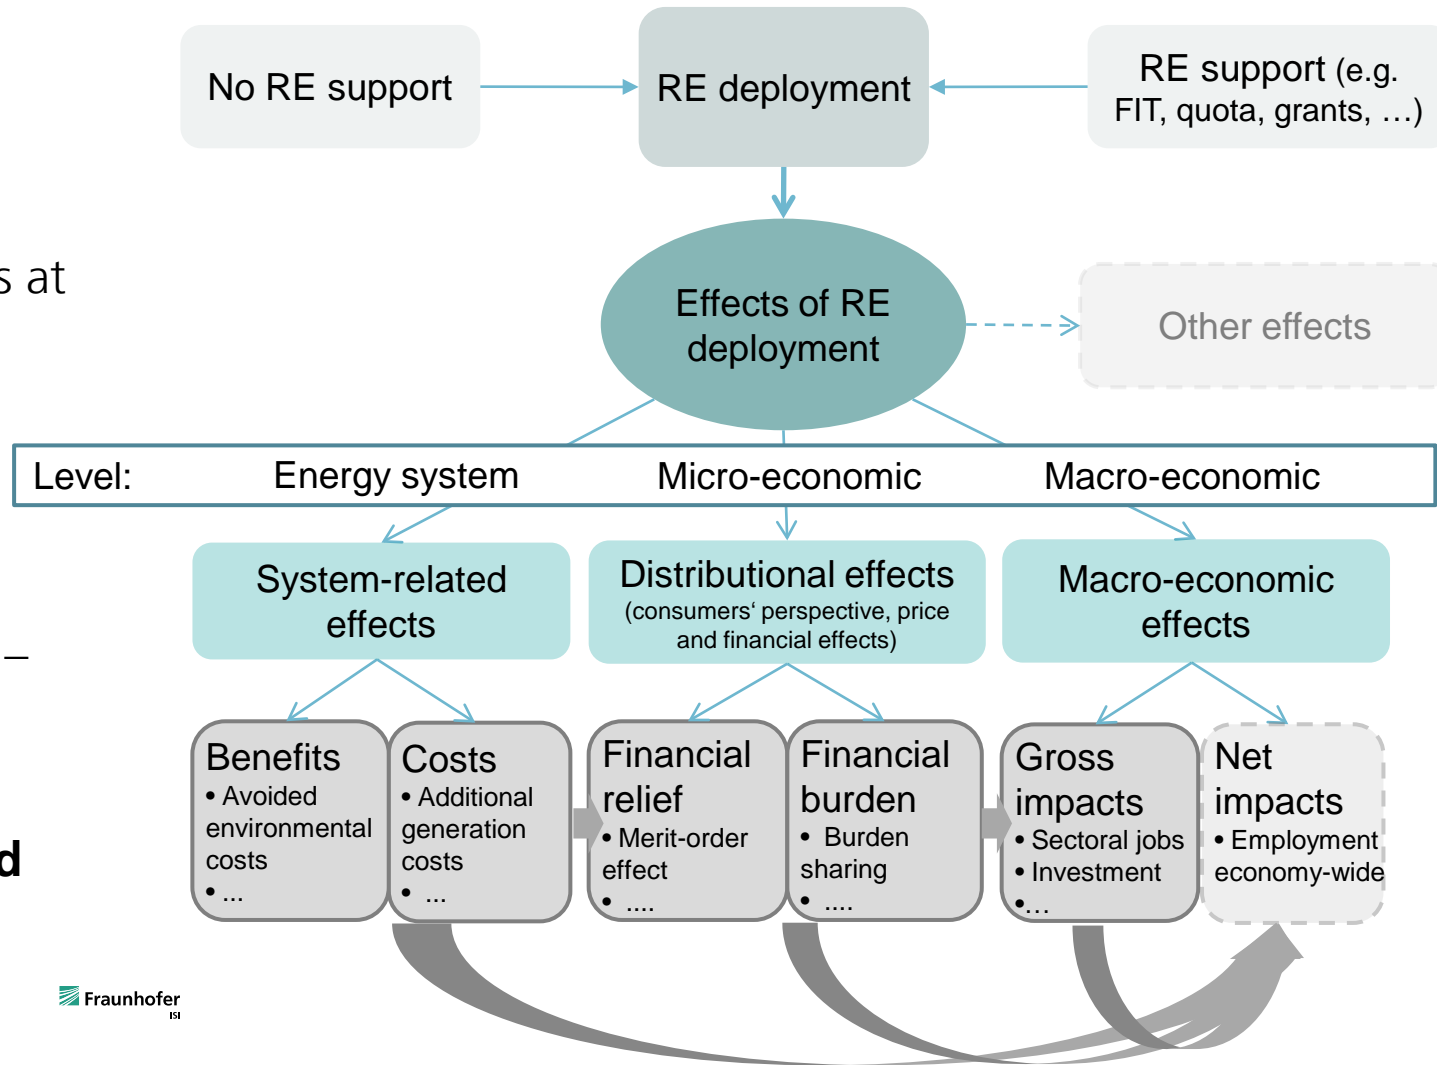 No RE support
RE deployment
RE support (e.g.
FIT, quota, grants, …)
s at
Effects of RE
deployment
Other effects
Level:
Energy system
Micro-economic
Macro-economic
System-related
effects
Distributional effects
(consumers‘ perspective, price
and financial effects)
Macro-economic
effects
–
d
Benefits
• Avoided
environmental
costs
• ...
Costs
• Additional
generation
costs
• ...
Financial
relief
• Merit-order
effect
• ....
Financial
burden
• Burden
sharing
• ....
Gross
impacts
• Sectoral jobs
• Investment
•…
Net
impacts
• Employment
economy-wide
Fraunhofer
ISI